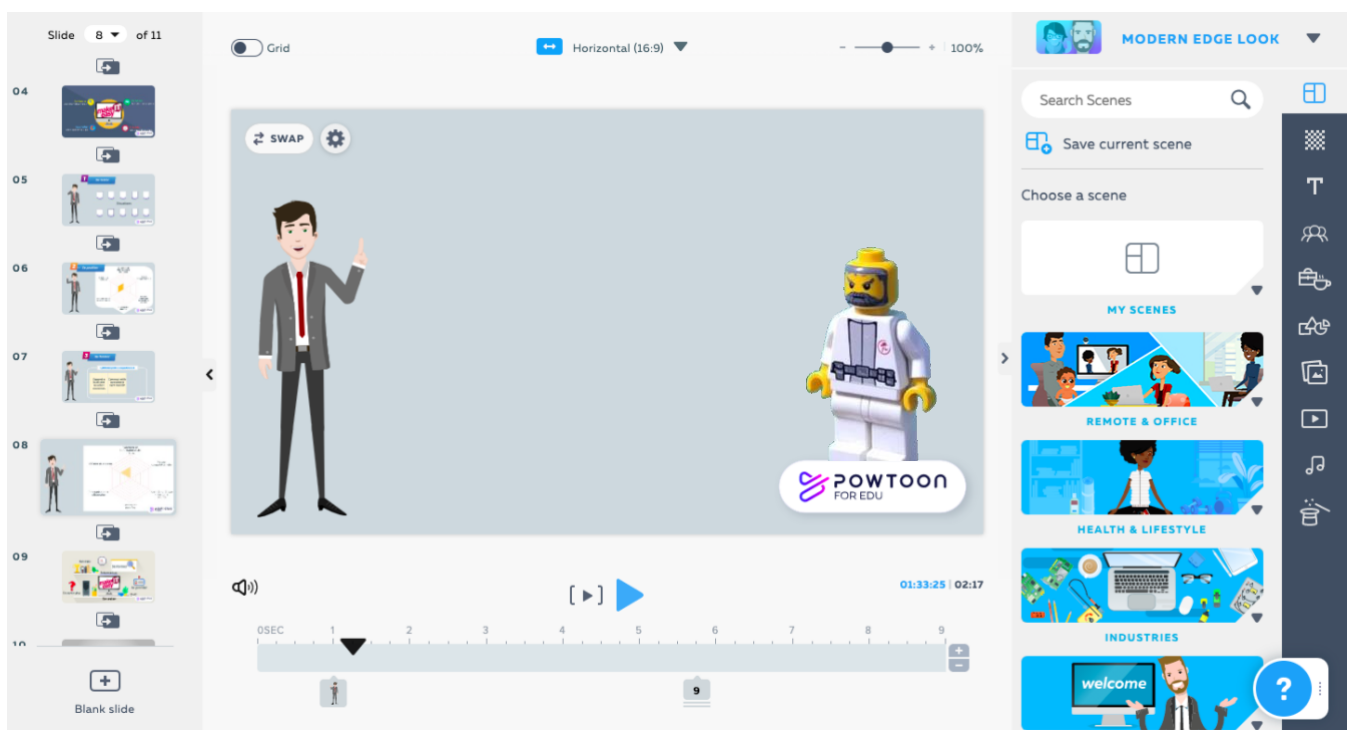 Slide 8 of 11
04
05
06
07
08
09
10
Blank slide
Grid
Horizontal (16:9)
- + 100%
SWAP
POWTOON
FOR EDU
01:33:25 | 02:17
0SEC 1 2 3 4 5 6 7 8 9
+
-
9
MODERN EDGE LOOK
Search Scenes
Save current scene
Choose a scene
MY SCENES
REMOTE & OFFICE
HEALTH & LIFESTYLE
INDUSTRIES
welcome
?
T